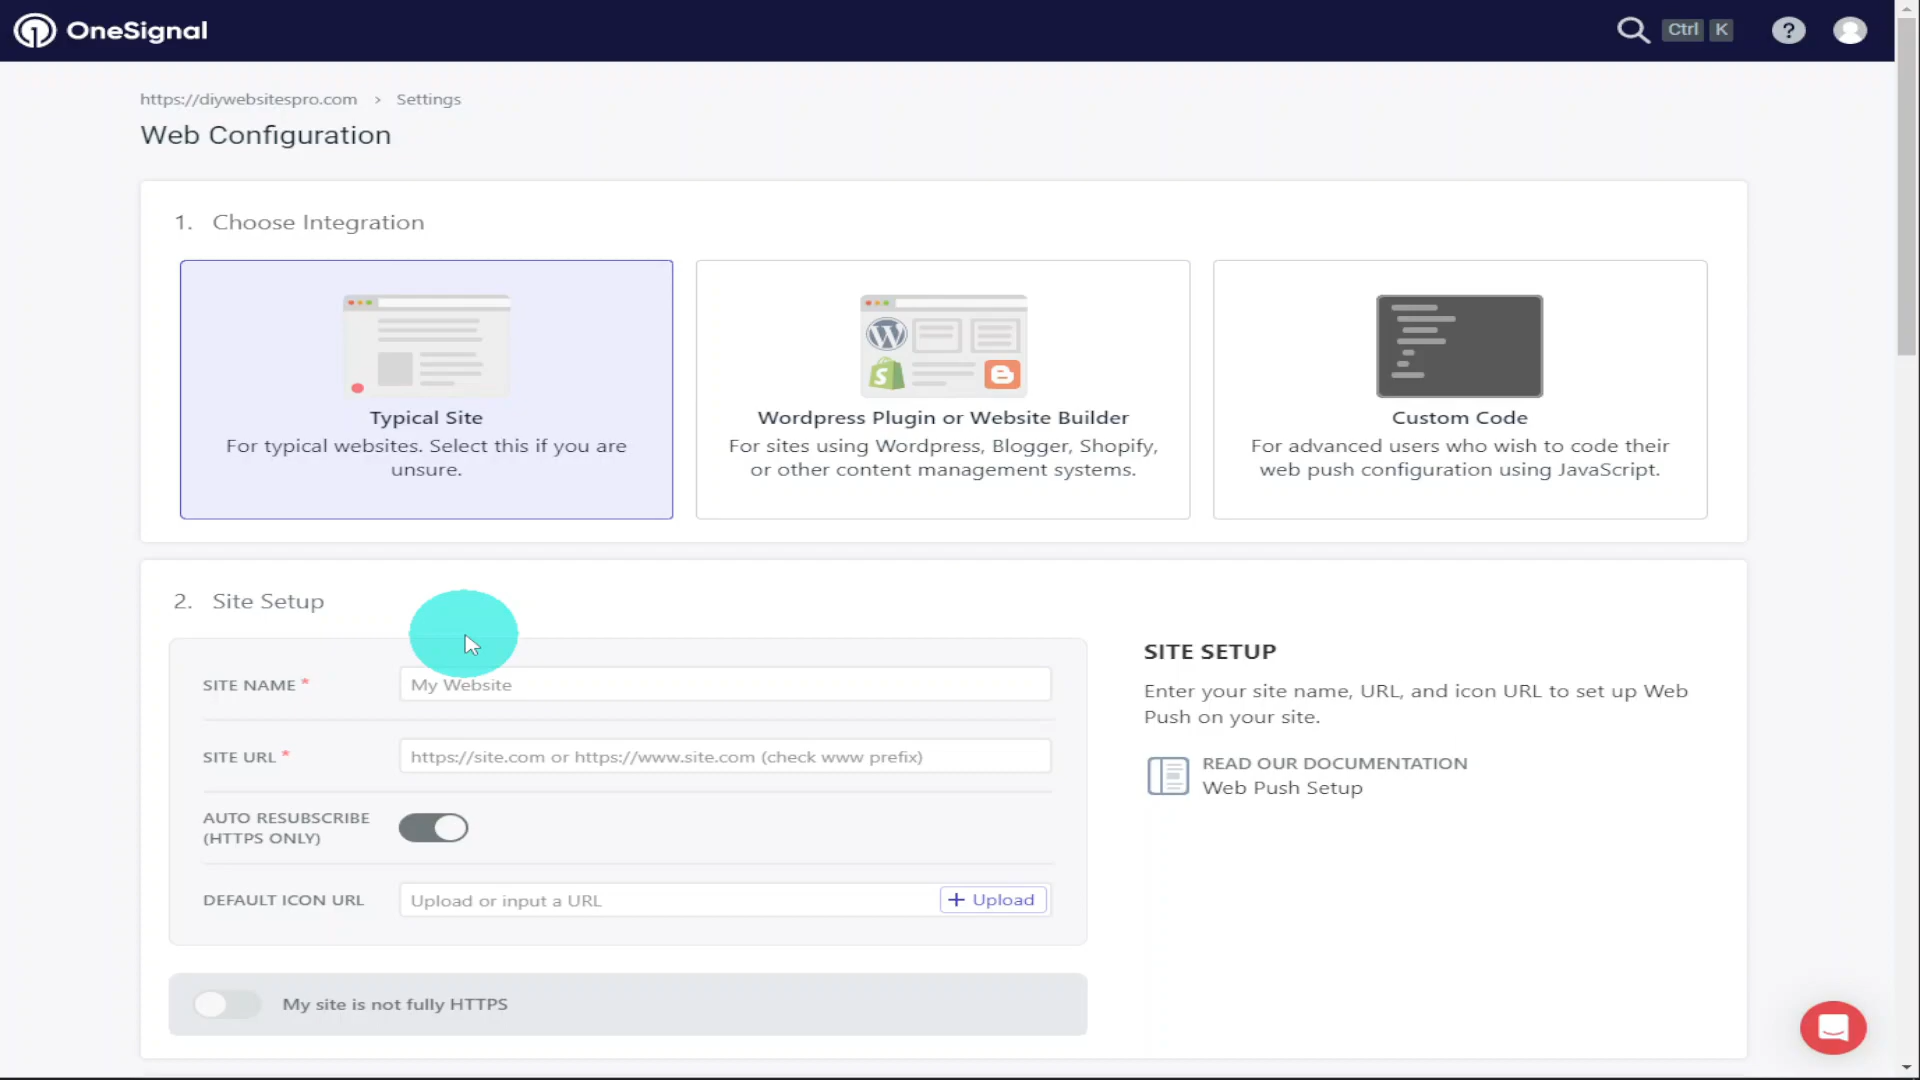 OneSignal
Ctrl K
?
https://diywebsitespro.com > Settings
Web Configuration
1. Choose Integration
Typical Site
For typical websites. Select this if you are
unsure.
Wordpress Plugin or Website Builder
For sites using Wordpress, Blogger, Shopify,
or other content management systems.
Custom Code
For advanced users who wish to code their
web push configuration using JavaScript.
2. Site Setup
SITE NAME *
My Website
SITE URL *
https://site.com or https://www.site.com (check www prefix)
AUTO RESUBSCRIBE
(HTTPS ONLY)
DEFAULT ICON URL
Upload or input a URL
+ Upload
My site is not fully HTTPS
SITE SETUP
Enter your site name, URL, and icon URL to set up Web
Push on your site.
READ OUR DOCUMENTATION
Web Push Setup